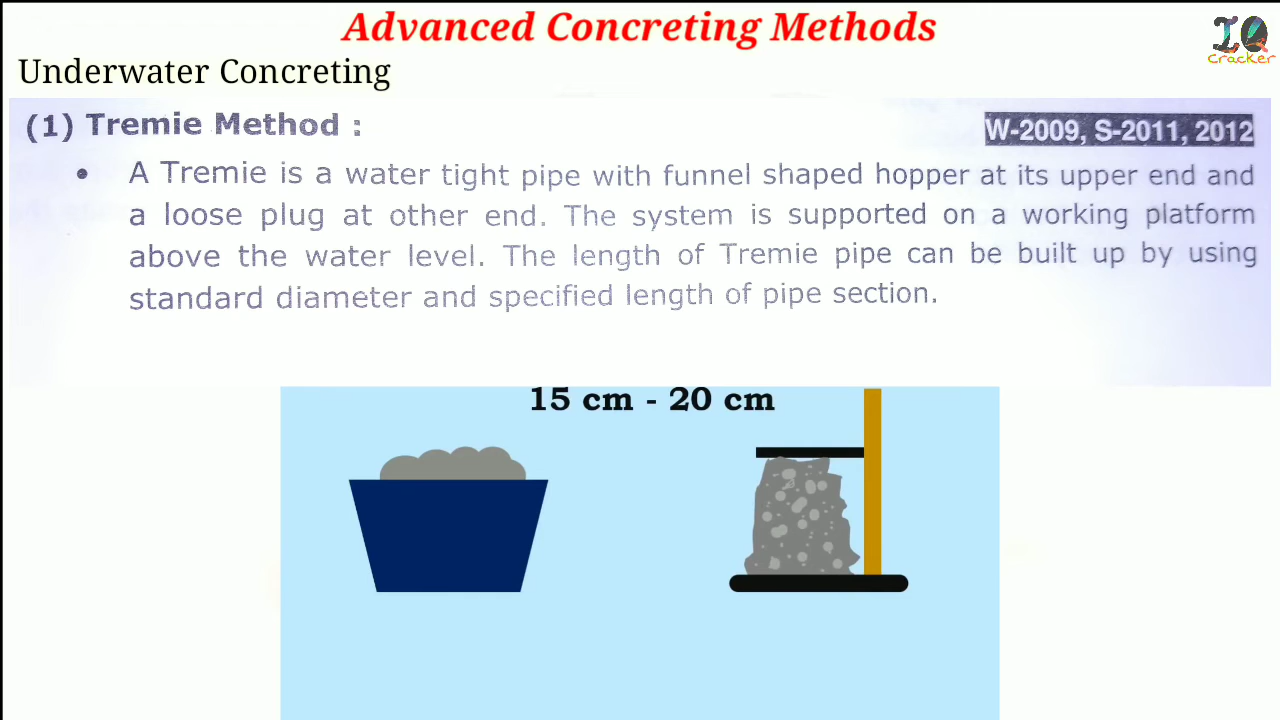 Advanced Concreting Methods
IQ
Cracker
Underwater Concreting
(1) Tremie Method :
W-2009, S-2011, 2012
• A Tremie is a water tight pipe with funnel shaped hopper at its upper end and
a loose plug at other end. The system is supported on a working platform
above the water level. The length of Tremie pipe can be built up by using
standard diameter and specified length of pipe section.
15 cm - 20 cm